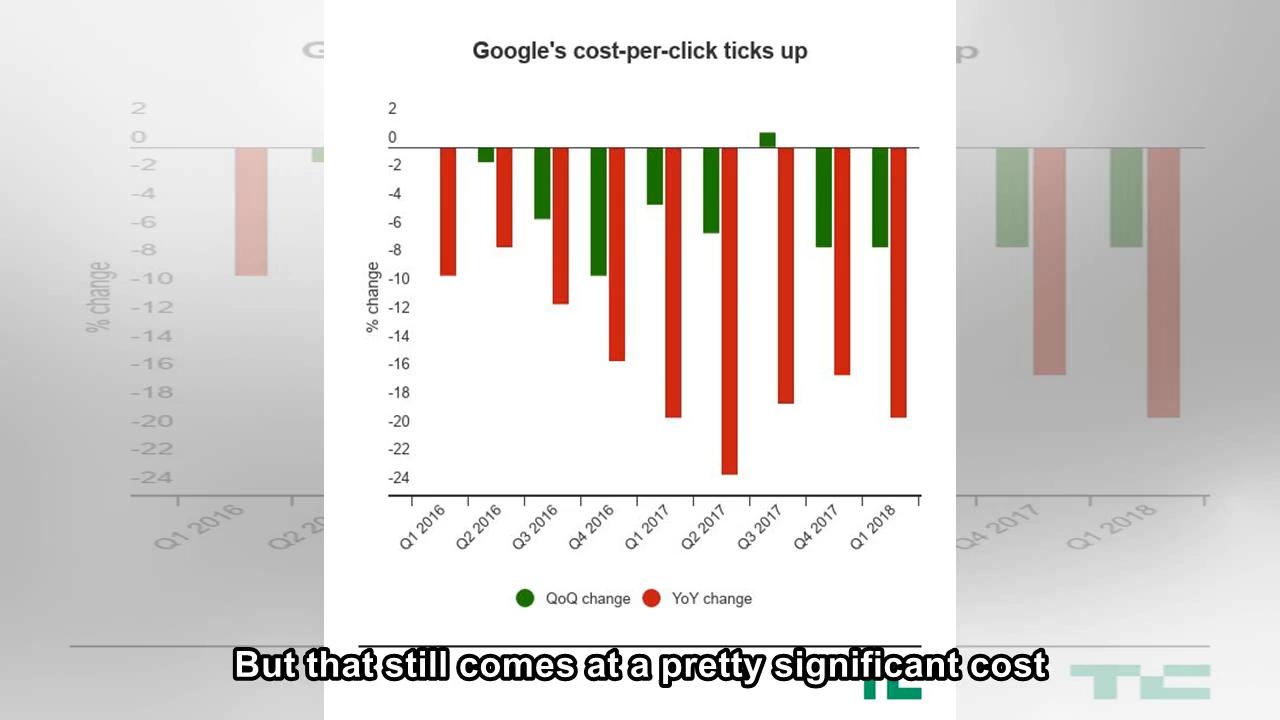 Google's cost-per-click ticks up
2
0
-2
-4
-6
-8
-10
-12
-14
-16
-18
-20
-22
-24
% change
Q1 2016
Q2 2016
Q3 2016
Q4 2016
Q1 2017
Q2 2017
Q3 2017
Q4 2017
Q1 2018
QoQ change
YoY change
But that still comes at a pretty significant cost
TC